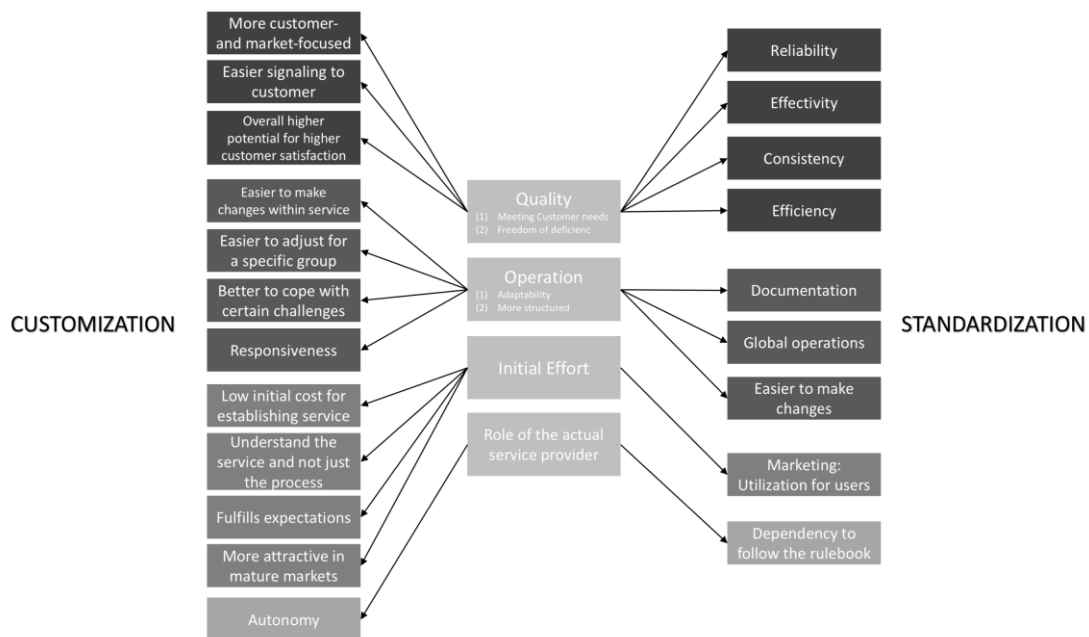 More customer-
and market-focused
Easier signaling to
customer
Overall higher
potential for higher
customer satisfaction
Easier to make
changes within service
Easier to adjust for
a specific group
Better to cope with
certain challenges
Responsiveness
Low initial cost for
establishing service
Understand the
service and not just
the process
Fulfills expectations
More attractive in
mature markets
Autonomy
CUSTOMIZATION
Quality
(1) Meeting Customer needs
(2) Freedom of deficienc
Operation
(1) Adaptability
(2) More structured
Initial Effort
Role of the actual
service provider
Reliability
Effectivity
Consistency
Efficiency
Documentation
Global operations
Easier to make
changes
Marketing:
Utilization for users
Dependency to
follow the rulebook
STANDARDIZATION